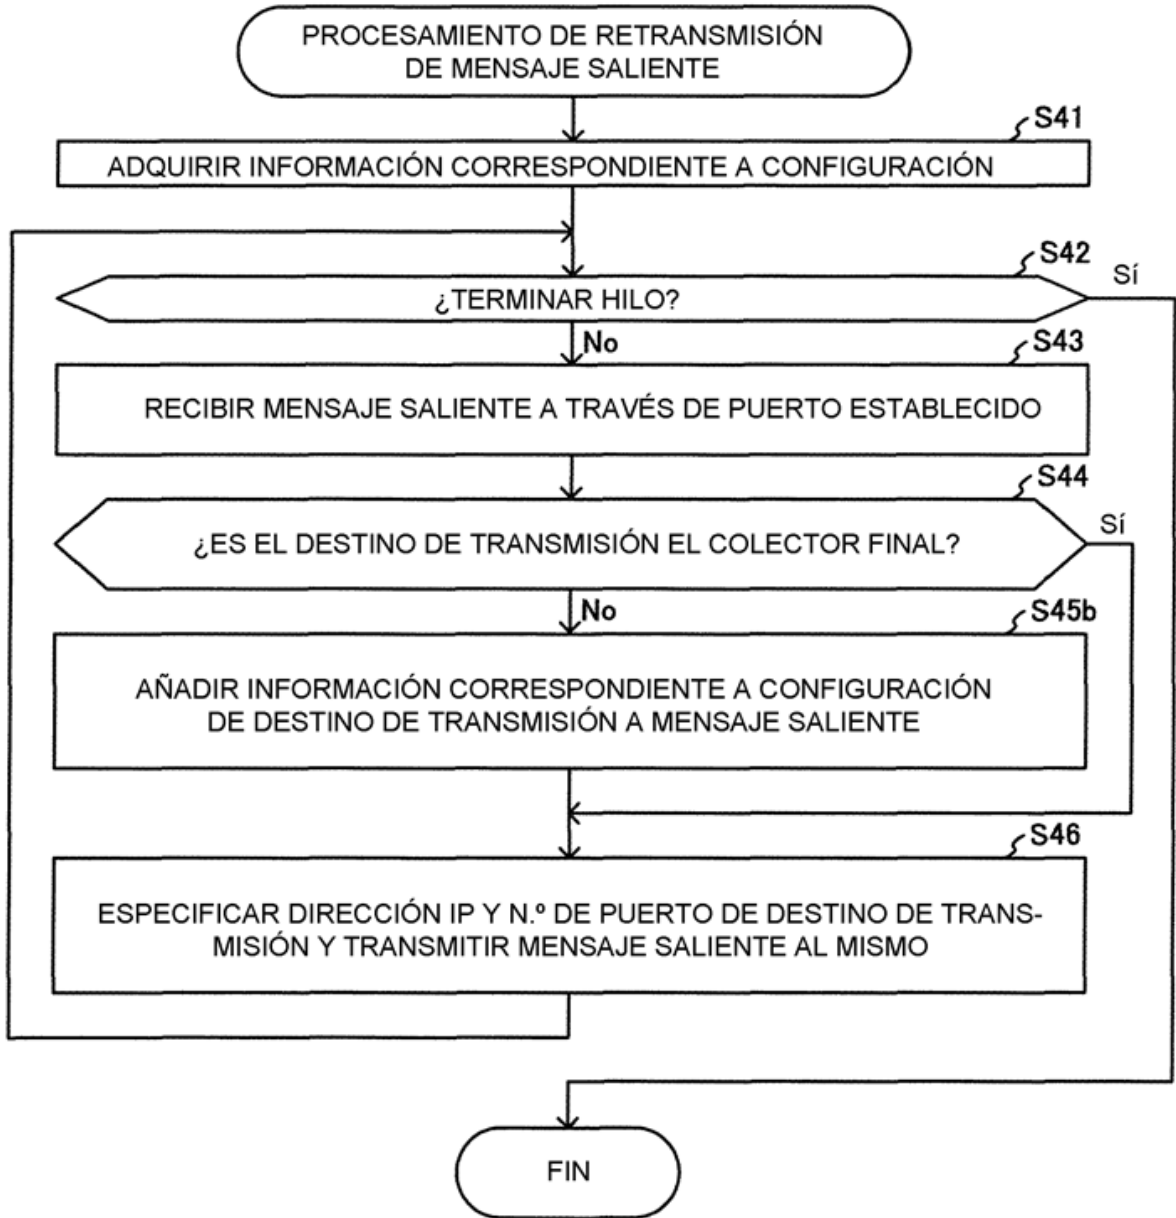 PROCESAMIENTO DE RETRANSMISIÓN
DE MENSAJE SALIENTE
S41
ADQUIRIR INFORMACIÓN CORRESPONDIENTE A CONFIGURACIÓN
S42
Sí
¿TERMINAR HILO?
No
S43
RECIBIR MENSAJE SALIENTE A TRAVÉS DE PUERTO ESTABLECIDO
S44
Sí
¿ES EL DESTINO DE TRANSMISIÓN EL COLECTOR FINAL?
No
S45b
AÑADIR INFORMACIÓN CORRESPONDIENTE A CONFIGURACIÓN
DE DESTINO DE TRANSMISIÓN A MENSAJE SALIENTE
S46
ESPECIFICAR DIRECCIÓN IP Y N.º DE PUERTO DE DESTINO DE TRANS-
MISIÓN Y TRANSMITIR MENSAJE SALIENTE AL MISMO
FIN